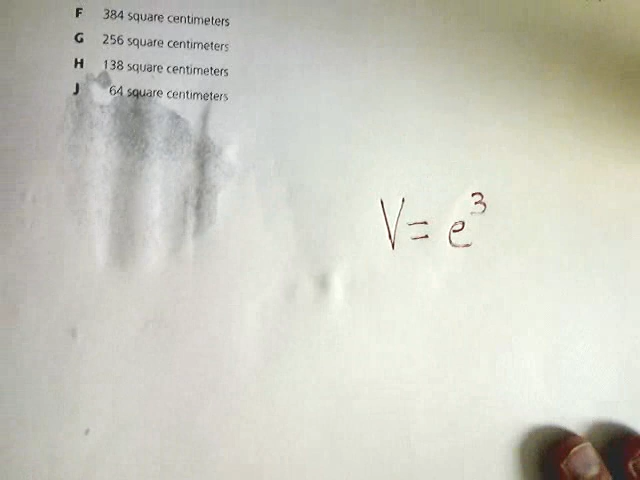 F 384 square centimeters
G 256 square centimeters
H 138 square centimeters
J 64 square centimeters
V = e³